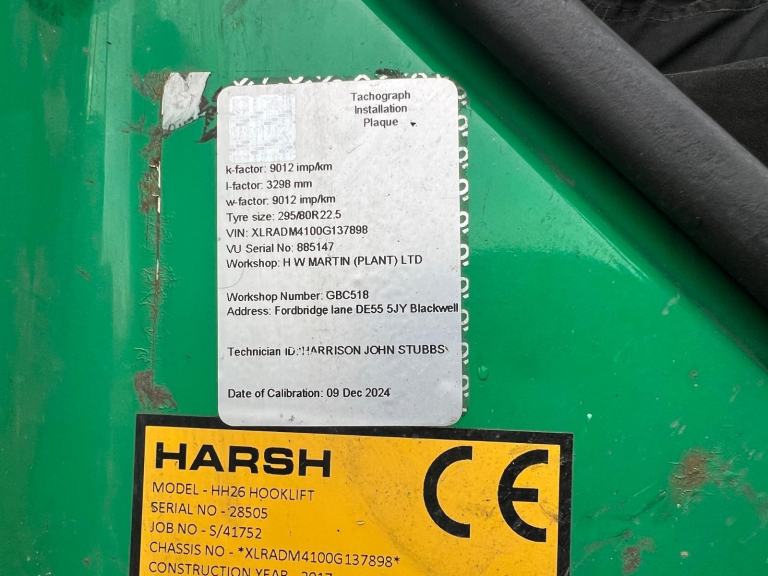 Tachograph
Installation
Plaque
k-factor: 9012 imp/km
l-factor: 3298 mm
w-factor: 9012 imp/km
Tyre size: 295/80R22.5
VIN: XLRADM4100G137898
VU Serial No: 885147
Workshop: H W MARTIN (PLANT) LTD
Workshop Number: GBC518
Address: Fordbridge lane DE55 5JY Blackwell
Technician ID: HARRISON JOHN STUBBS
Date of Calibration: 09 Dec 2024
HARSH
CE
MODEL - HH26 HOOKLIFT
SERIAL NO - 28505
JOB NO - S/41752
CHASSIS NO - *XLRADM4100G137898*
CONSTRUCTION YEAR - 2017